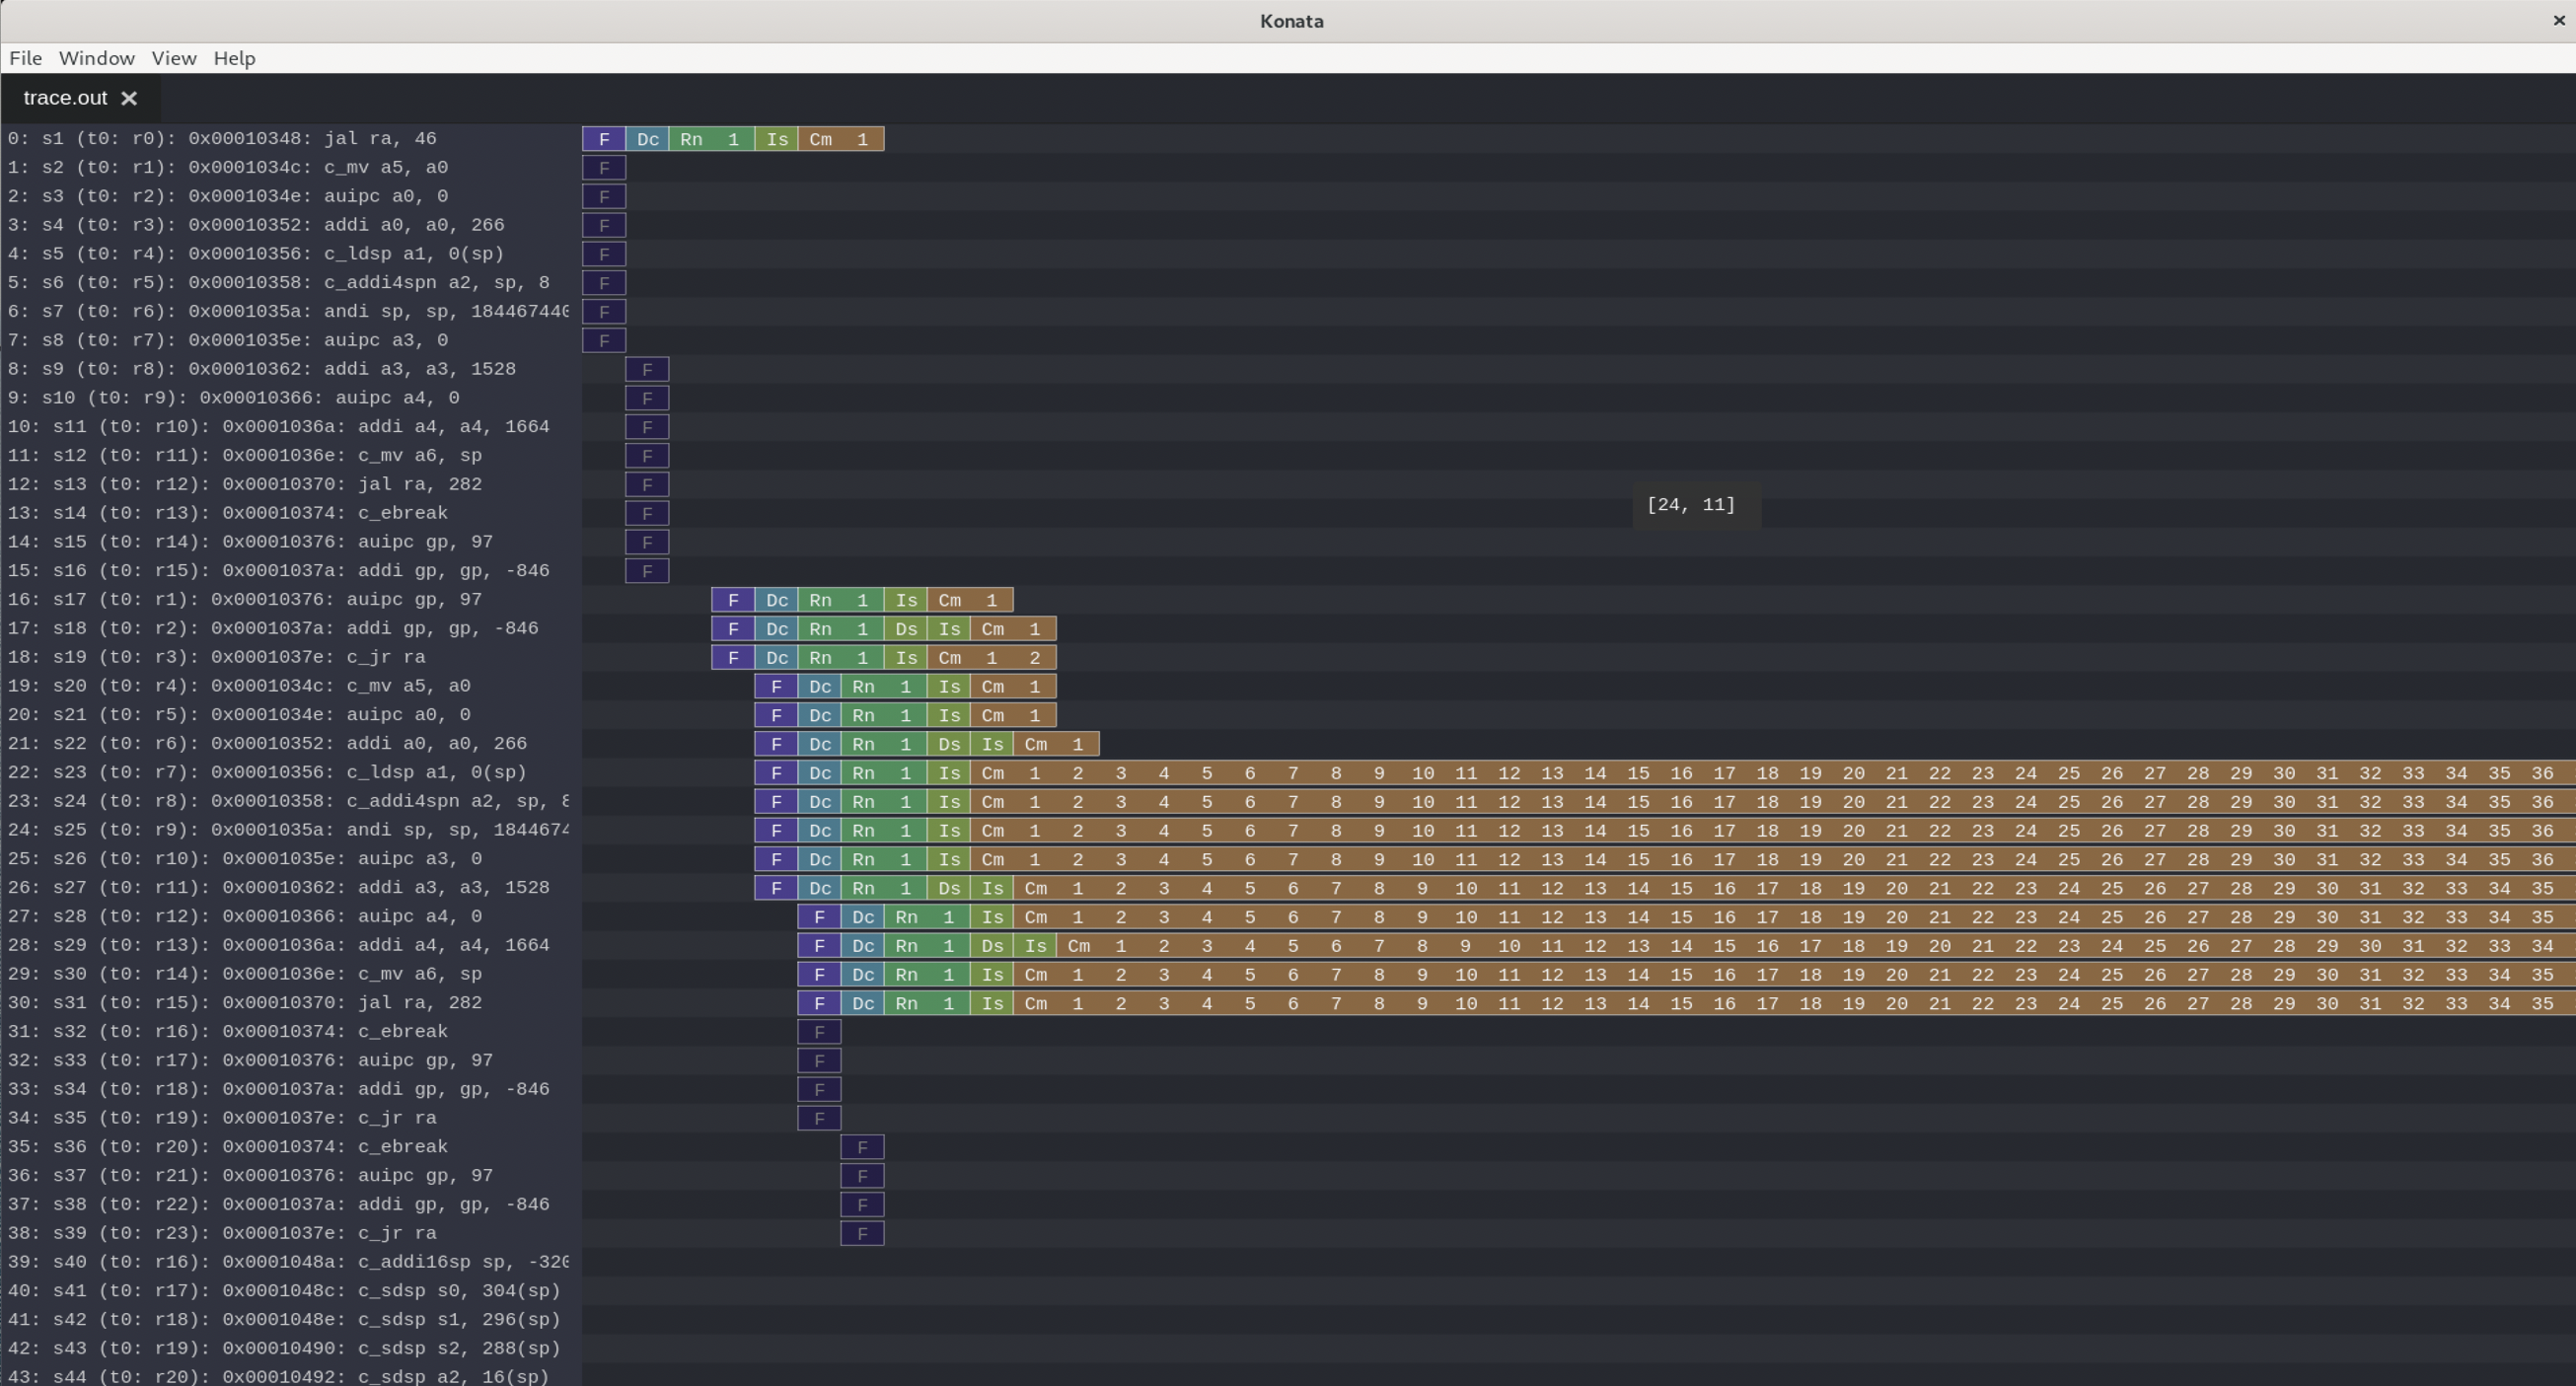 Konata ×
File Window View Help
trace.out ×
0: s1 (t0: r0): 0x00010348: jal ra, 46 F Dc Rn 1 Is Cm 1
1: s2 (t0: r1): 0x0001034c: c_mv a5, a0 F
2: s3 (t0: r2): 0x0001034e: auipc a0, 0 F
3: s4 (t0: r3): 0x00010352: addi a0, a0, 266 F
4: s5 (t0: r4): 0x00010356: c_ldsp a1, 0(sp) F
5: s6 (t0: r5): 0x00010358: c_addi4spn a2, sp, 8 F
6: s7 (t0: r6): 0x0001035a: andi sp, sp, 184467440 F
7: s8 (t0: r7): 0x0001035e: auipc a3, 0 F
8: s9 (t0: r8): 0x00010362: addi a3, a3, 1528 F
9: s10 (t0: r9): 0x00010366: auipc a4, 0 F
10: s11 (t0: r10): 0x0001036a: addi a4, a4, 1664 F
11: s12 (t0: r11): 0x0001036e: c_mv a6, sp F
12: s13 (t0: r12): 0x00010370: jal ra, 282 F
[24, 11]
13: s14 (t0: r13): 0x00010374: c_ebreak F
14: s15 (t0: r14): 0x00010376: auipc gp, 97 F
15: s16 (t0: r15): 0x0001037a: addi gp, gp, -846 F
16: s17 (t0: r1): 0x00010376: auipc gp, 97 F Dc Rn 1 Is Cm 1
17: s18 (t0: r2): 0x0001037a: addi gp, gp, -846 F Dc Rn 1 Ds Is Cm 1
18: s19 (t0: r3): 0x0001037e: c_jr ra F Dc Rn 1 Is Cm 1 2
19: s20 (t0: r4): 0x0001034c: c_mv a5, a0 F Dc Rn 1 Is Cm 1
20: s21 (t0: r5): 0x0001034e: auipc a0, 0 F Dc Rn 1 Is Cm 1
21: s22 (t0: r6): 0x00010352: addi a0, a0, 266 F Dc Rn 1 Ds Is Cm 1
22: s23 (t0: r7): 0x00010356: c_ldsp a1, 0(sp) F Dc Rn 1 Is Cm 1 2 3 4 5 6 7 8 9 10 11 12 13 14 15 16 17 18 19 20 21 22 23 24 25 26 27 28 29 30 31 32 33 34 35 36
23: s24 (t0: r8): 0x00010358: c_addi4spn a2, sp, 8 F Dc Rn 1 Is Cm 1 2 3 4 5 6 7 8 9 10 11 12 13 14 15 16 17 18 19 20 21 22 23 24 25 26 27 28 29 30 31 32 33 34 35 36
24: s25 (t0: r9): 0x0001035a: andi sp, sp, 1844674 F Dc Rn 1 Is Cm 1 2 3 4 5 6 7 8 9 10 11 12 13 14 15 16 17 18 19 20 21 22 23 24 25 26 27 28 29 30 31 32 33 34 35 36
25: s26 (t0: r10): 0x0001035e: auipc a3, 0 F Dc Rn 1 Is Cm 1 2 3 4 5 6 7 8 9 10 11 12 13 14 15 16 17 18 19 20 21 22 23 24 25 26 27 28 29 30 31 32 33 34 35 36
26: s27 (t0: r11): 0x00010362: addi a3, a3, 1528 F Dc Rn 1 Ds Is Cm 1 2 3 4 5 6 7 8 9 10 11 12 13 14 15 16 17 18 19 20 21 22 23 24 25 26 27 28 29 30 31 32 33 34 35
27: s28 (t0: r12): 0x00010366: auipc a4, 0 F Dc Rn 1 Is Cm 1 2 3 4 5 6 7 8 9 10 11 12 13 14 15 16 17 18 19 20 21 22 23 24 25 26 27 28 29 30 31 32 33 34 35
28: s29 (t0: r13): 0x0001036a: addi a4, a4, 1664 F Dc Rn 1 Ds Is Cm 1 2 3 4 5 6 7 8 9 10 11 12 13 14 15 16 17 18 19 20 21 22 23 24 25 26 27 28 29 30 31 32 33 34
29: s30 (t0: r14): 0x0001036e: c_mv a6, sp F Dc Rn 1 Is Cm 1 2 3 4 5 6 7 8 9 10 11 12 13 14 15 16 17 18 19 20 21 22 23 24 25 26 27 28 29 30 31 32 33 34 35
30: s31 (t0: r15): 0x00010370: jal ra, 282 F Dc Rn 1 Is Cm 1 2 3 4 5 6 7 8 9 10 11 12 13 14 15 16 17 18 19 20 21 22 23 24 25 26 27 28 29 30 31 32 33 34 35
31: s32 (t0: r16): 0x00010374: c_ebreak F
32: s33 (t0: r17): 0x00010376: auipc gp, 97 F
33: s34 (t0: r18): 0x0001037a: addi gp, gp, -846 F
34: s35 (t0: r19): 0x0001037e: c_jr ra F
35: s36 (t0: r20): 0x00010374: c_ebreak F
36: s37 (t0: r21): 0x00010376: auipc gp, 97 F
37: s38 (t0: r22): 0x0001037a: addi gp, gp, -846 F
38: s39 (t0: r23): 0x0001037e: c_jr ra F
39: s40 (t0: r16): 0x0001048a: c_addi16sp sp, -320
40: s41 (t0: r17): 0x0001048c: c_sdsp s0, 304(sp)
41: s42 (t0: r18): 0x0001048e: c_sdsp s1, 296(sp)
42: s43 (t0: r19): 0x00010490: c_sdsp s2, 288(sp)
43: s44 (t0: r20): 0x00010492: c_sdsp a2, 16(sp)